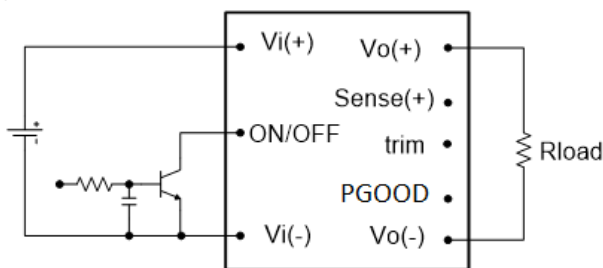 Vi(+)
Vo(+)
Sense(+)
ON/OFF
trim
Rload
PGOOD
Vi(-)
Vo(-)